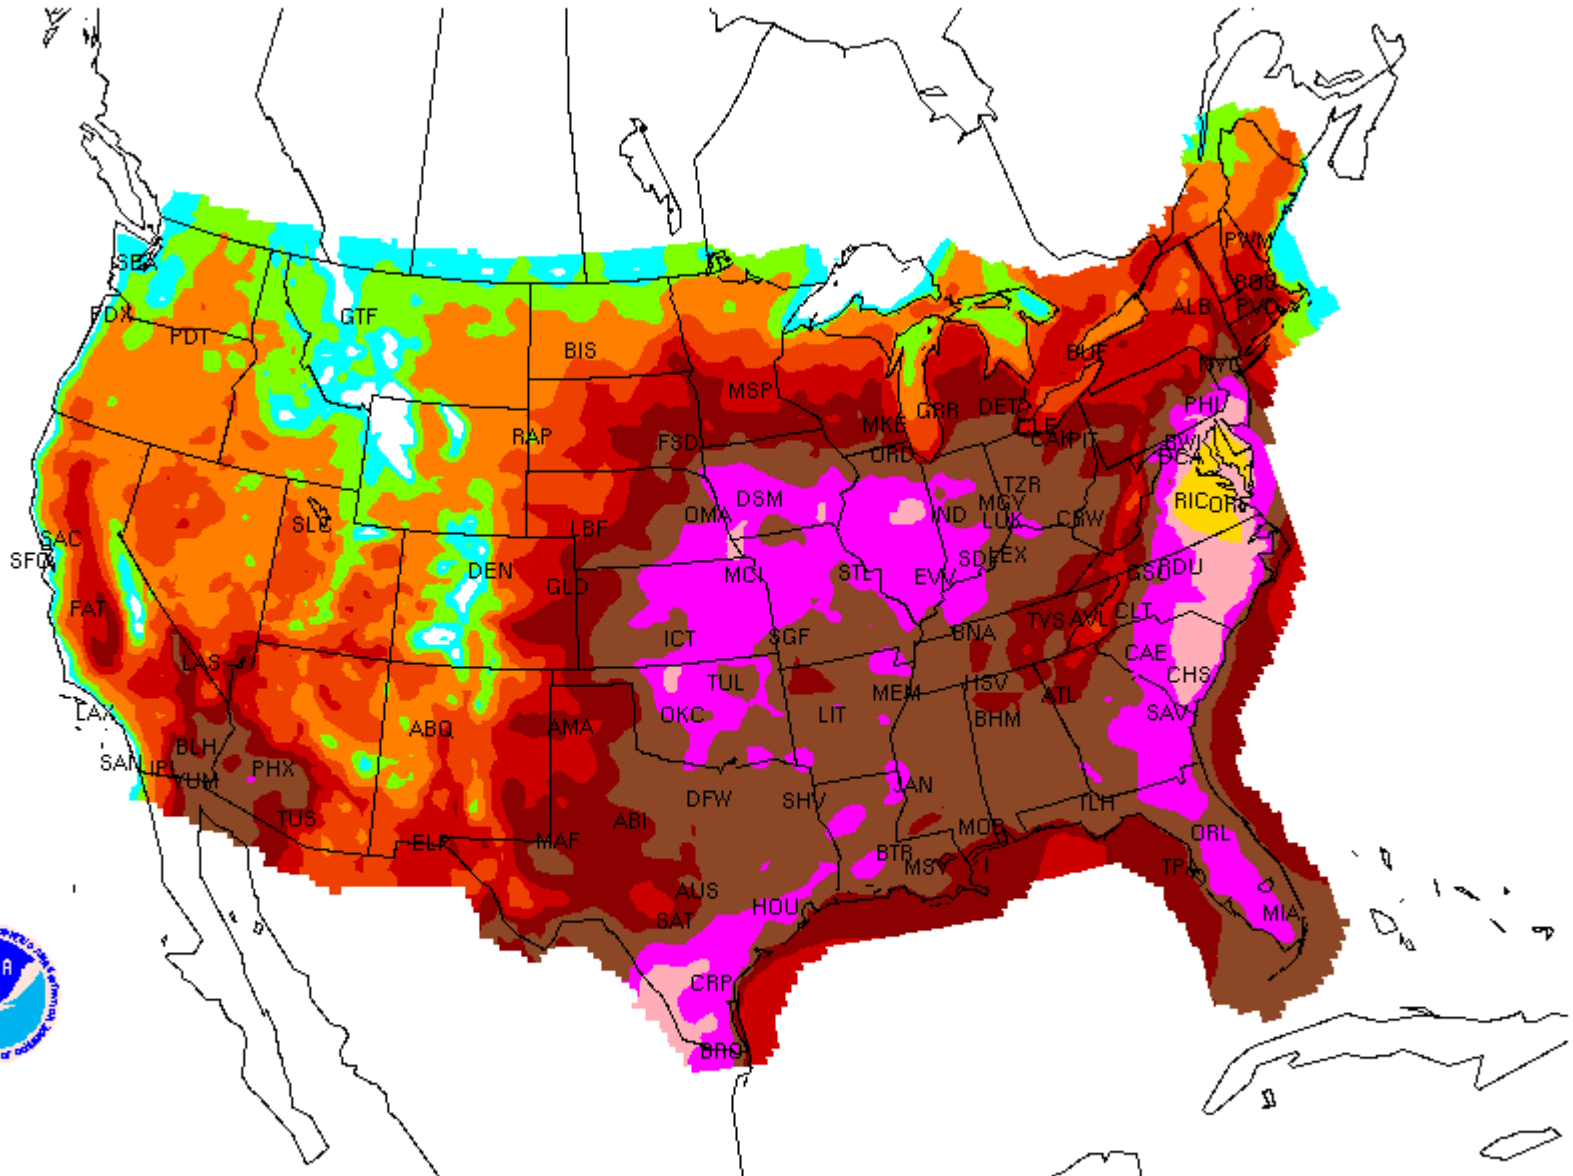 PWM
SEA
BOS
PDX
GTF
ALB
PVD
PDT
BIS
BUF
NYC
MSP
PHL
MKE
GRR
DET
CLE
RAP
FSD
CAK
PIT
BWI
ORD
DCA
TZR
DSM
MGY
RIC
ORF
OMA
IND
LUK
CRW
SLC
LBF
SAC
SFO
SDF
LEX
DEN
MCI
STL
EVV
GSO
RDU
GLD
FAT
CLT
TYS
AVL
ICT
SGF
BNA
CAE
LAS
CHS
TUL
HSV
MEM
ATL
LAX
OKC
LIT
BHM
SAV
ABQ
AMA
BLH
SAN
IPL
YUM
PHX
JAN
DFW
SHV
TLH
TUS
ABI
MOB
ORL
ELP
MAF
BTR
MSY
TPA
AUS
HOU
SAT
MIA
A
CRP
BRO